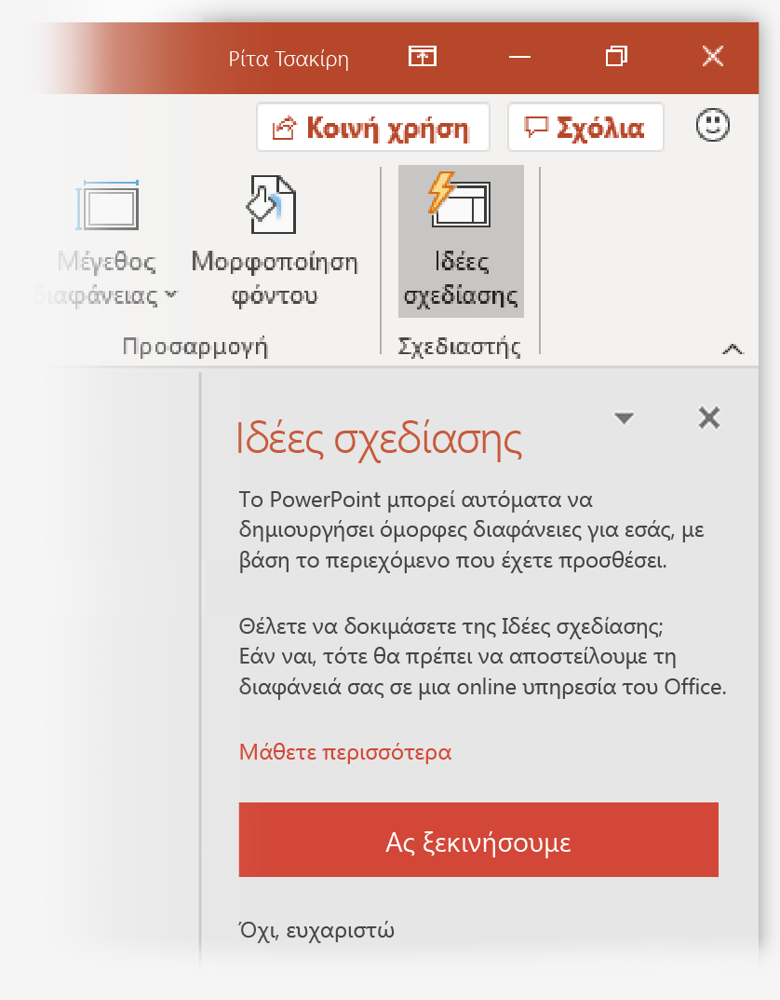 Ρίτα Τσακίρη
Κοινή χρήση
Σχόλια
Μέγεθος
διαφάνειας
Μορφοποίηση
φόντου
Ιδέες
σχεδίασης
Προσαρμογή
Σχεδιαστής
Ιδέες σχεδίασης
Το PowerPoint μπορεί αυτόματα να
δημιουργήσει όμορφες διαφάνειες για εσάς, με
βάση το περιεχόμενο που έχετε προσθέσει.
Θέλετε να δοκιμάσετε της Ιδέες σχεδίασης;
Εάν ναι, τότε θα πρέπει να αποστείλουμε τη
διαφάνειά σας σε μια online υπηρεσία του Office.
Μάθετε περισσότερα
Ας ξεκινήσουμε
Όχι, ευχαριστώ